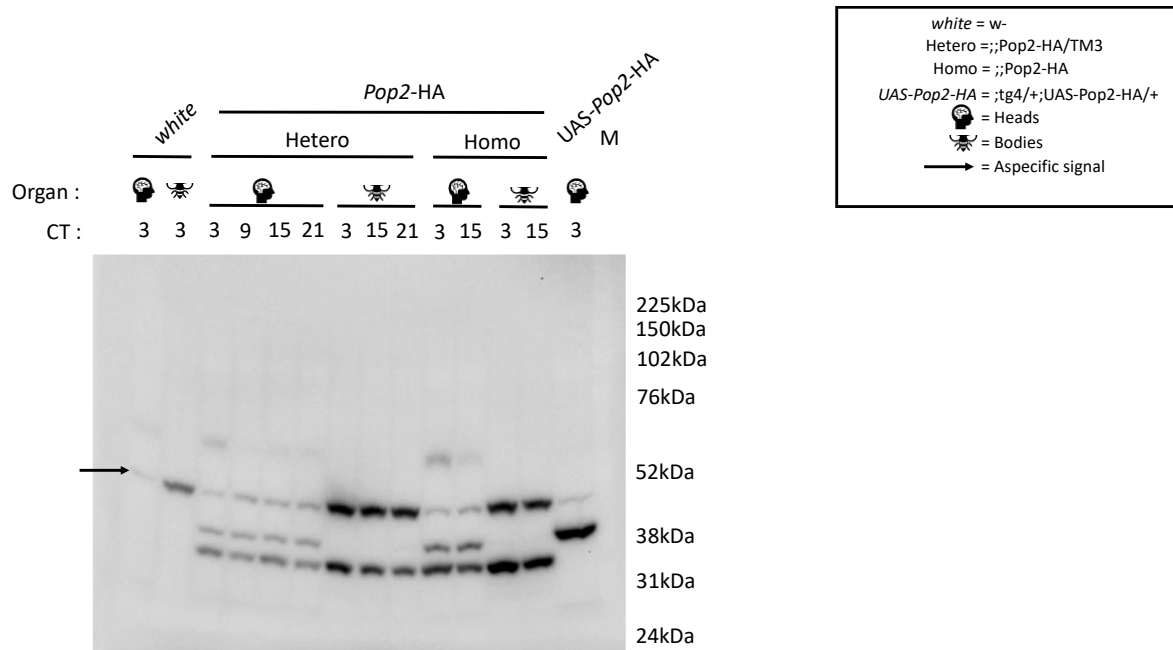 white
Pop2-HA
Hetero
Homo
UAS-Pop2-HA
M
Organ :
CT :
3 3 3 9 15 21 3 15 21 3 15 3 15 3
225kDa
150kDa
102kDa
76kDa
52kDa
38kDa
31kDa
24kDa
white = w-
Hetero =;;Pop2-HA/TM3
Homo = ;;Pop2-HA
UAS-Pop2-HA = ;tg4/+;UAS-Pop2-HA/+
= Heads
= Bodies
= Aspecific signal